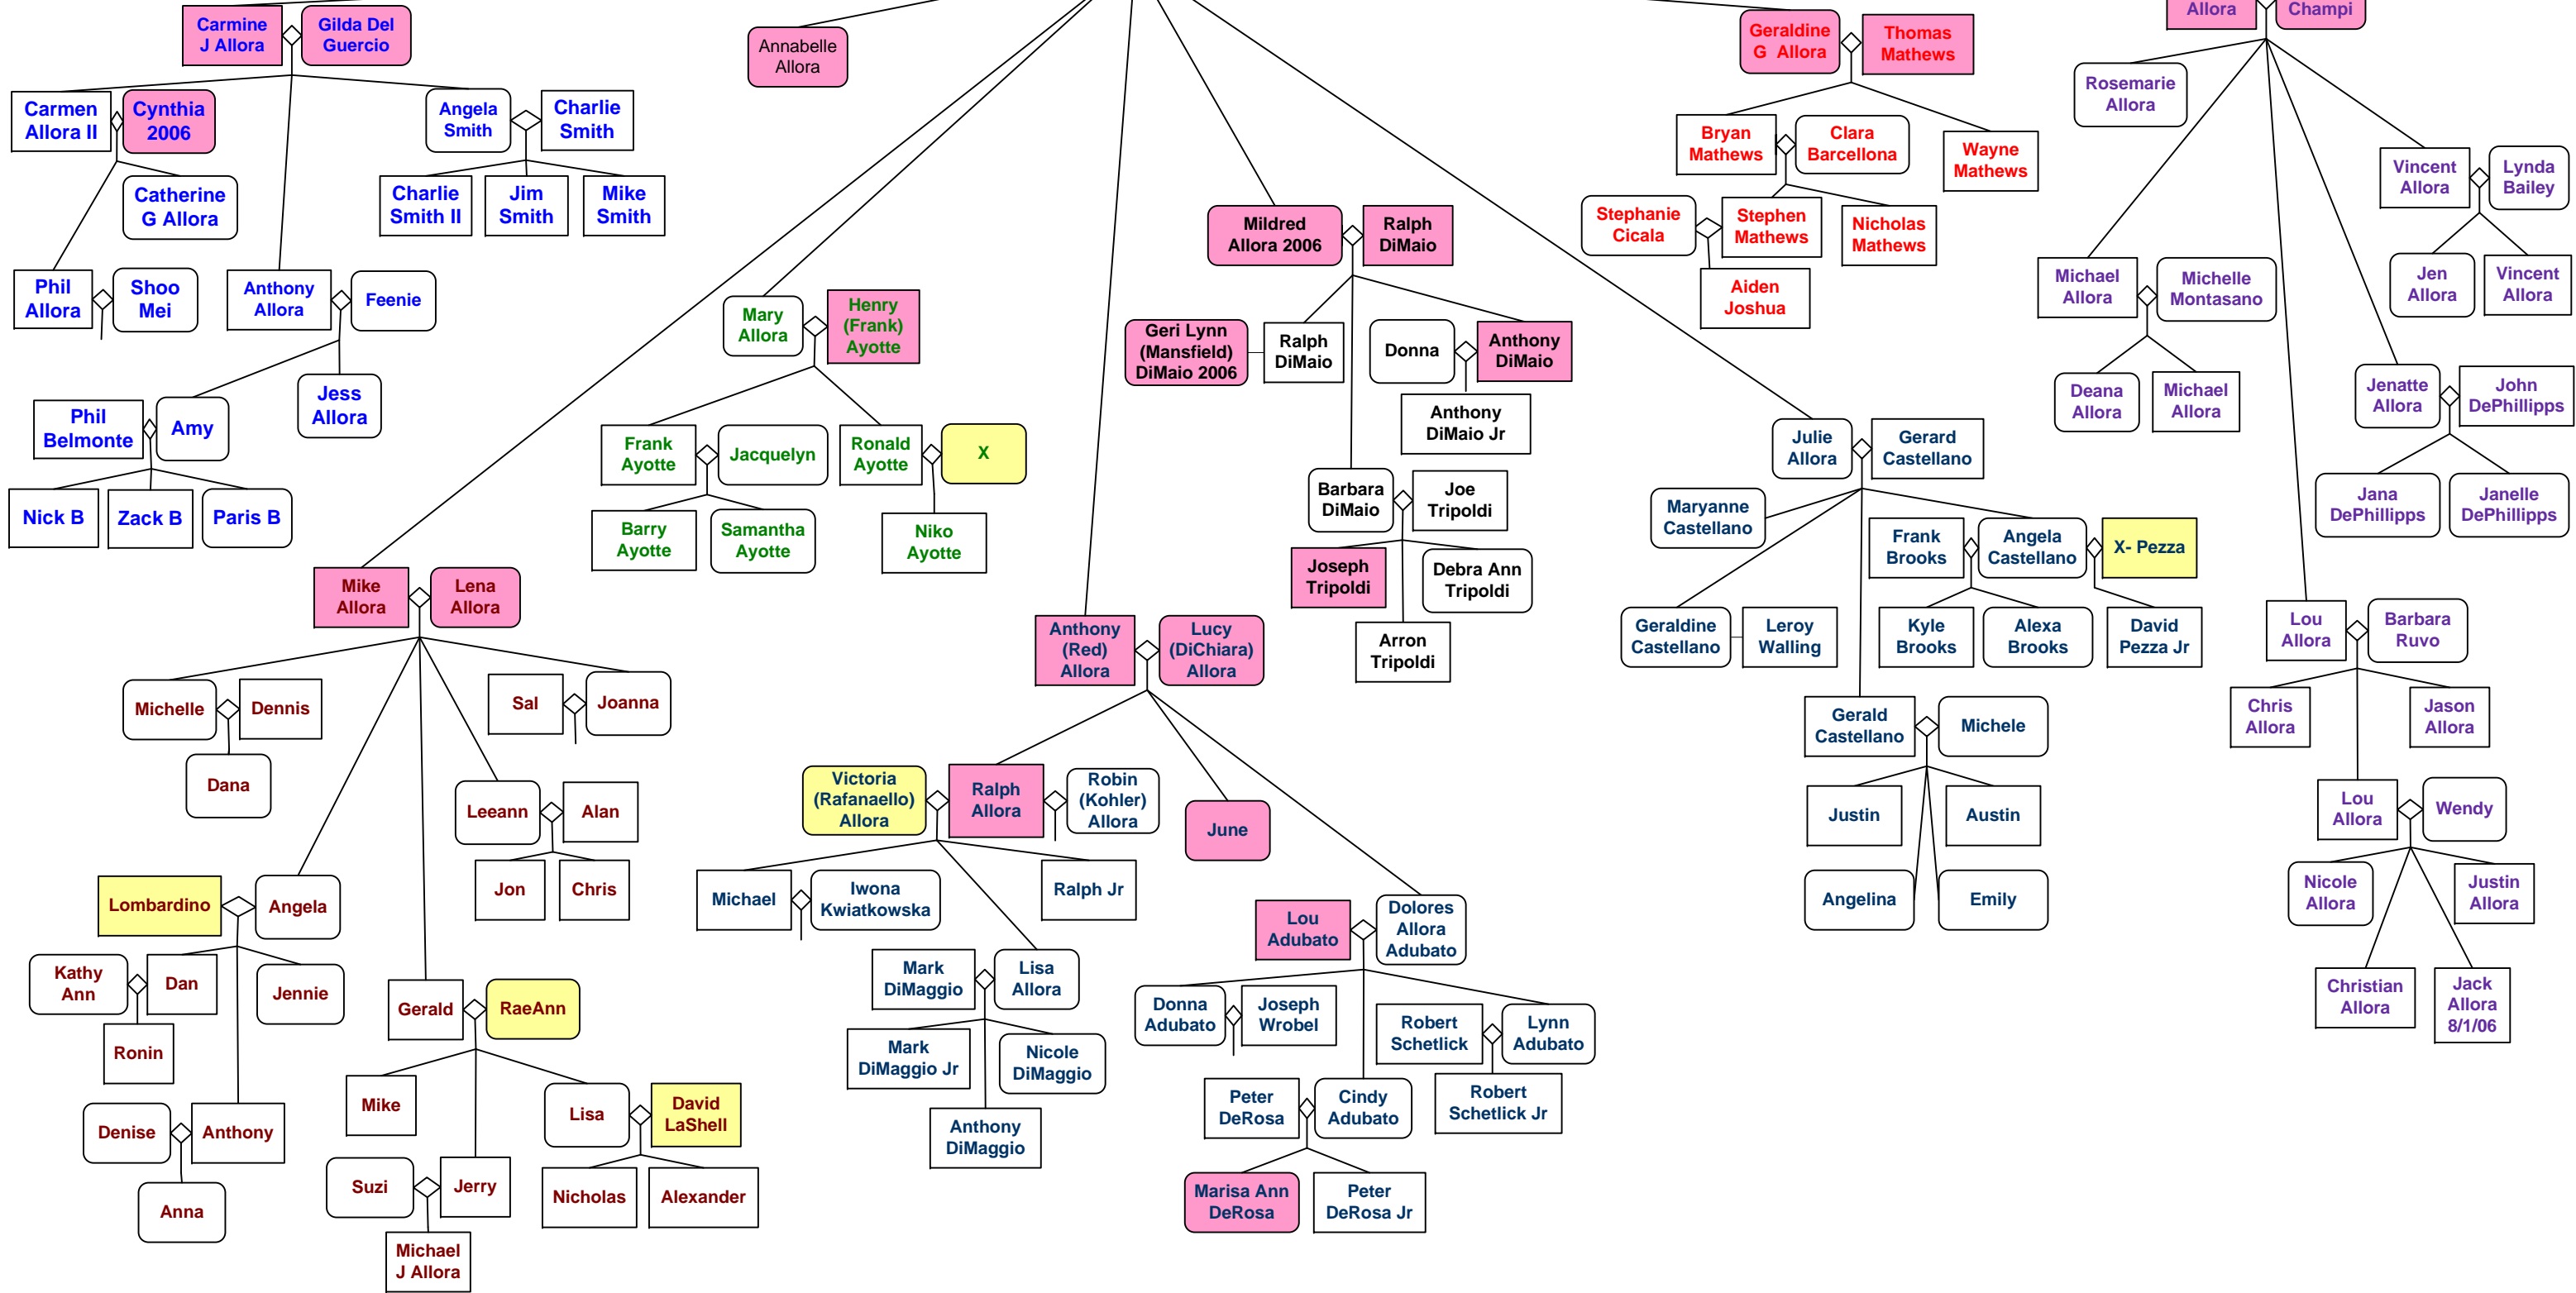 Carmine
J Allora
Gilda Del
Guercio
Carmen
Allora II
Cynthia
2006
Angela
Smith
Charlie
Smith
Catherine
G Allora
Charlie
Smith II
Jim
Smith
Mike
Smith
Phil
Allora
Shoo
Mei
Anthony
Allora
Feenie
Phil
Belmonte
Amy
Jess
Allora
Nick B
Zack B
Paris B
Annabelle
Allora
Mary
Allora
Henry
(Frank)
Ayotte
Frank
Ayotte
Jacquelyn
Ronald
Ayotte
X
Barry
Ayotte
Samantha
Ayotte
Niko
Ayotte
Mike
Allora
Lena
Allora
Michelle
Dennis
Sal
Joanna
Dana
Leeann
Alan
Jon
Chris
Lombardino
Angela
Kathy
Ann
Dan
Jennie
Ronin
Gerald
RaeAnn
Denise
Anthony
Anna
Mike
Lisa
David
LaShell
Suzi
Jerry
Nicholas
Alexander
Michael
J Allora
Mildred
Allora 2006
Ralph
DiMaio
Geri Lynn
(Mansfield)
DiMaio 2006
Ralph
DiMaio
Donna
Anthony
DiMaio
Anthony
DiMaio Jr
Barbara
DiMaio
Joe
Tripoldi
Joseph
Tripoldi
Debra Ann
Tripoldi
Arron
Tripoldi
Anthony
(Red)
Allora
Lucy
(DiChiara)
Allora
Victoria
(Rafanaello)
Allora
Ralph
Allora
Robin
(Kohler)
Allora
June
Michael
Iwona
Kwiatkowska
Ralph Jr
Mark
DiMaggio
Lisa
Allora
Mark
DiMaggio Jr
Nicole
DiMaggio
Anthony
DiMaggio
Lou
Adubato
Dolores
Allora
Adubato
Donna
Adubato
Joseph
Wrobel
Robert
Schetlick
Lynn
Adubato
Peter
DeRosa
Cindy
Adubato
Robert
Schetlick Jr
Marisa Ann
DeRosa
Peter
DeRosa Jr
Geraldine
G Allora
Thomas
Mathews
Bryan
Mathews
Clara
Barcellona
Wayne
Mathews
Stephanie
Cicala
Stephen
Mathews
Nicholas
Mathews
Aiden
Joshua
Julie
Allora
Gerard
Castellano
Maryanne
Castellano
Frank
Brooks
Angela
Castellano
X- Pezza
Geraldine
Castellano
Leroy
Walling
Kyle
Brooks
Alexa
Brooks
David
Pezza Jr
Gerald
Castellano
Michele
Justin
Austin
Angelina
Emily
Allora
Champi
Rosemarie
Allora
Vincent
Allora
Lynda
Bailey
Jen
Allora
Vincent
Allora
Michael
Allora
Michelle
Montasano
Deana
Allora
Michael
Allora
Jenatte
Allora
John
DePhillipps
Jana
DePhillipps
Janelle
DePhillipps
Lou
Allora
Barbara
Ruvo
Chris
Allora
Jason
Allora
Lou
Allora
Wendy
Nicole
Allora
Justin
Allora
Christian
Allora
Jack
Allora
8/1/06